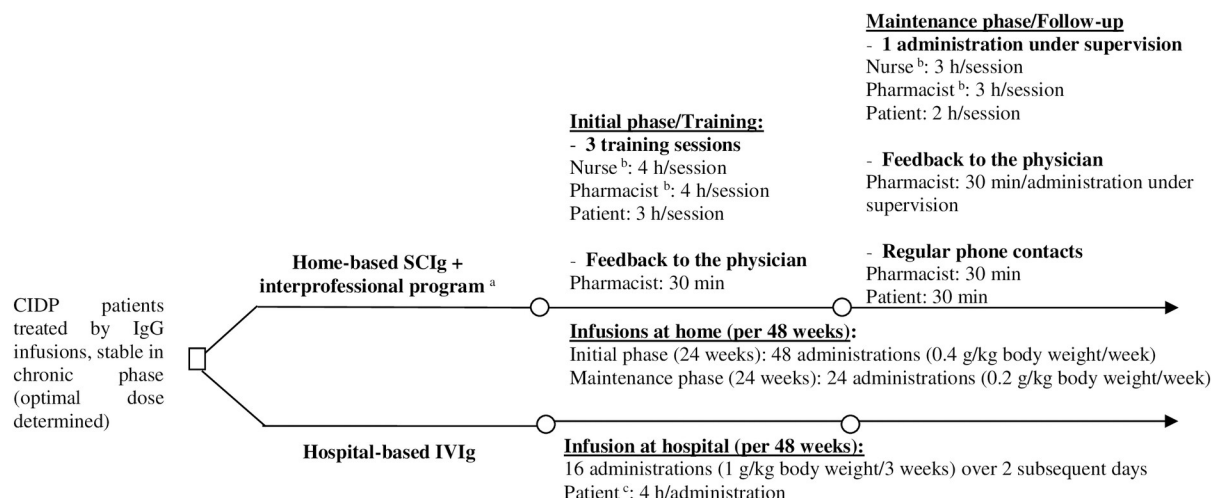 Maintenance phase/Follow-up
- 1 administration under supervision
Nurse b: 3 h/session
Pharmacist b: 3 h/session
Patient: 2 h/session
- Feedback to the physician
Pharmacist: 30 min/administration under
supervision
- Regular phone contacts
Pharmacist: 30 min
Patient: 30 min
Initial phase/Training:
- 3 training sessions
Nurse b: 4 h/session
Pharmacist b: 4 h/session
Patient: 3 h/session
- Feedback to the physician
Pharmacist: 30 min
Home-based SCIg +
interprofessional program a
CIDP patients
treated by IgG
infusions, stable in
chronic phase
(optimal dose
determined)
Infusions at home (per 48 weeks):
Initial phase (24 weeks): 48 administrations (0.4 g/kg body weight/week)
Maintenance phase (24 weeks): 24 administrations (0.2 g/kg body weight/week)
Hospital-based IVIg
Infusion at hospital (per 48 weeks):
16 administrations (1 g/kg body weight/3 weeks) over 2 subsequent days
Patient c: 4 h/administration